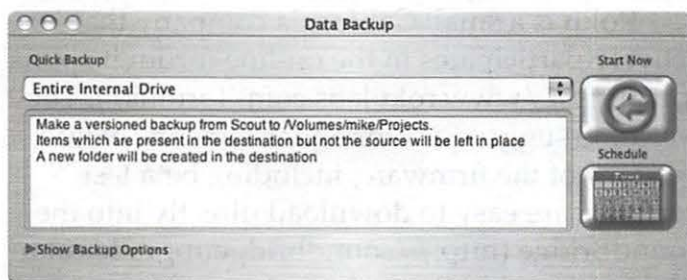 Data Backup
Quick Backup
Start Now
Entire Internal Drive
Make a versioned backup from Scout to /Volumes/mike/Projects.
Items which are present in the destination but not the source will be left in place
A new folder will be created in the destination
Schedule
Show Backup Options